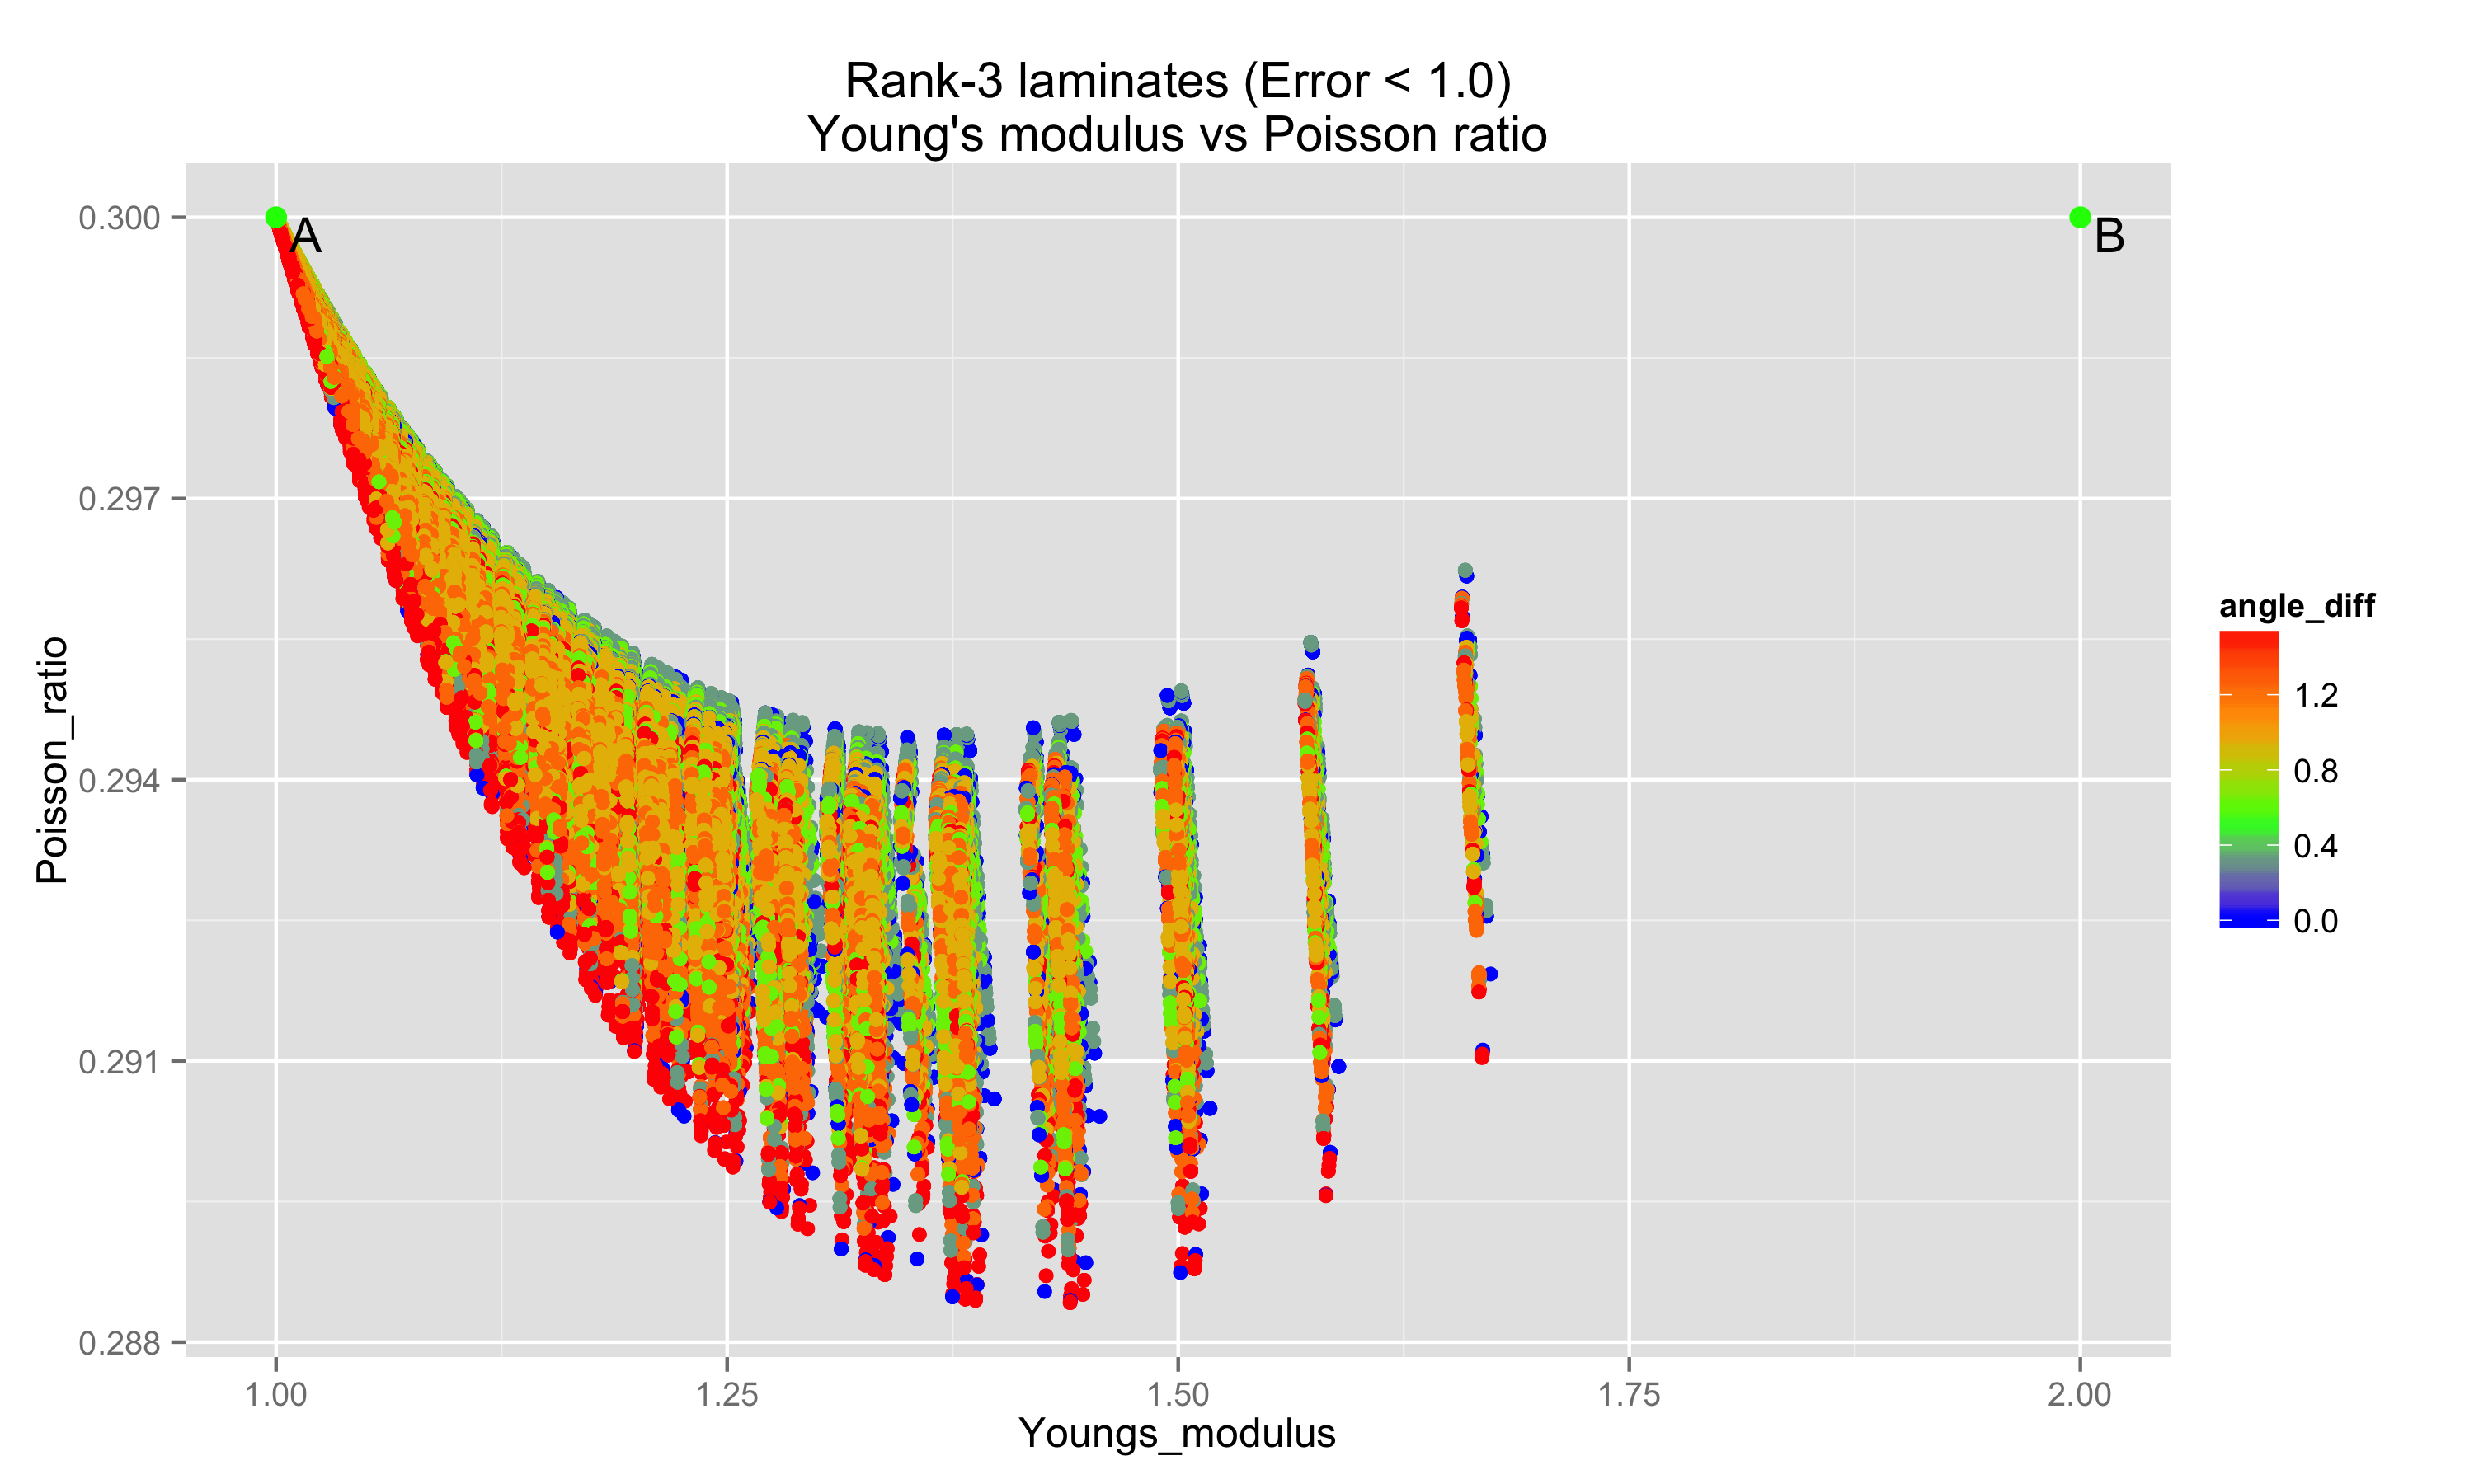 Rank-3 laminates (Error < 1.0)
Young's modulus vs Poisson ratio
0.300
0.297
0.294
0.291
0.288
Poisson_ratio
A
B
1.00
1.25
1.50
1.75
2.00
Youngs_modulus
angle_diff
1.2
0.8
0.4
0.0